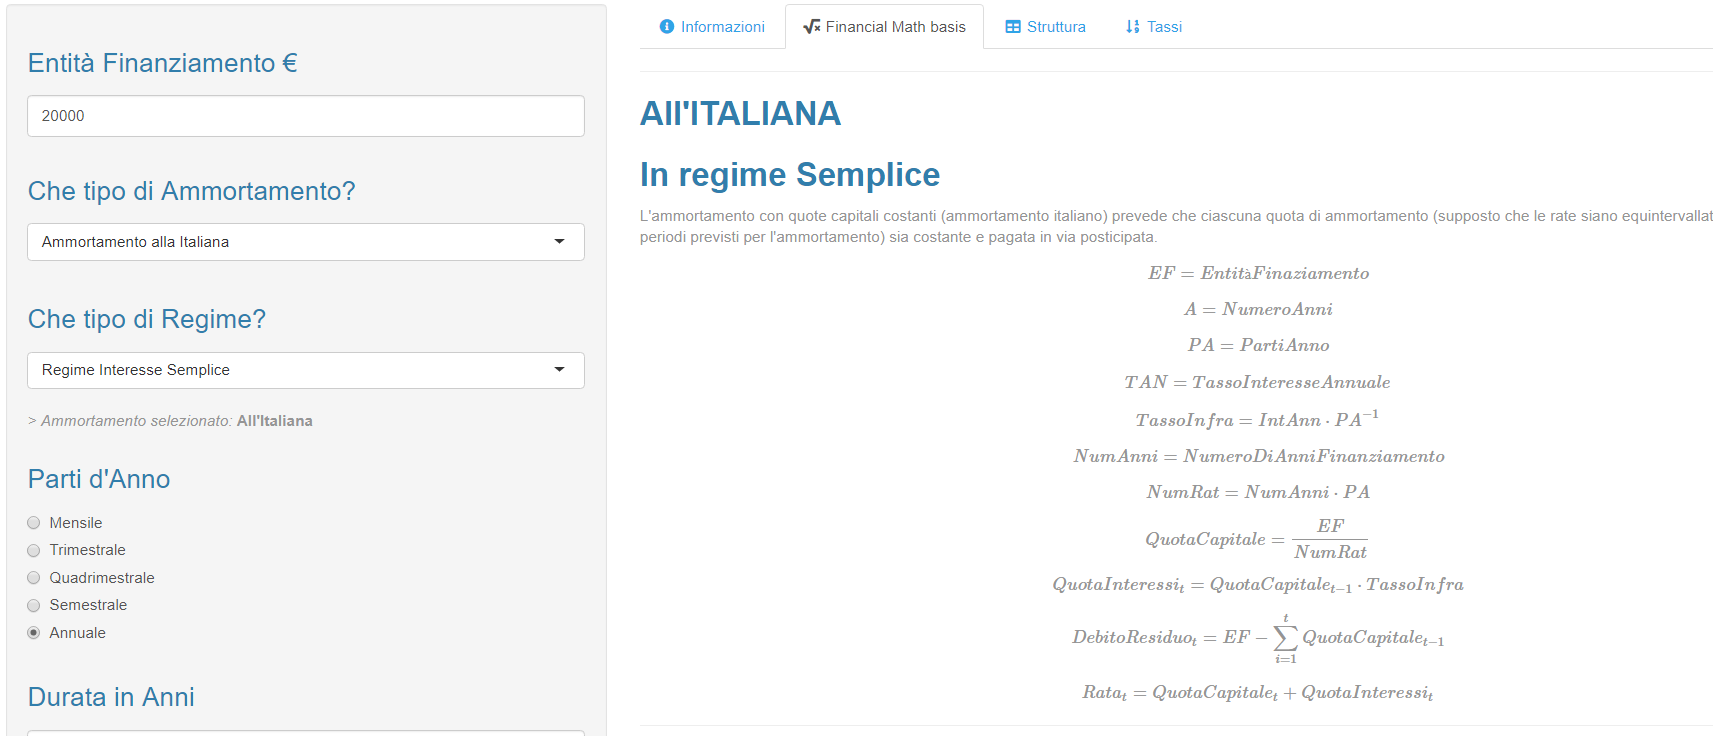 Entità Finanziamento €
20000
Che tipo di Ammortamento?
Ammortamento alla Italiana
Che tipo di Regime?
Regime Interesse Semplice
> Ammortamento selezionato: All'Italiana
Parti d'Anno
Mensile
Trimestrale
Quadrimestrale
Semestrale
Annuale
Durata in Anni
Informazioni
Financial Math basis
Struttura
Tassi
All'ITALIANA
In regime Semplice
L'ammortamento con quote capitali costanti (ammortamento italiano) prevede che ciascuna quota di ammortamento (supposto che le rate siano equintervallat
periodi previsti per l'ammortamento) sia costante e pagata in via posticipata.
EF = EntitàFinaziamento
A = NumeroAnni
PA = PartiAnno
TAN = TassoInteresseAnnuale
TassoInfra = IntAnn · PA^{-1}
NumAnni = NumeroDiAnniFinanziamento
NumRat = NumAnni · PA
QuotaCapitale = \frac{EF}{NumRat}
QuotaInteressi_t = QuotaCapitale_{t-1} · TassoInfra
DebitoResiduo_t = EF − \sum_{i=1}^{t} QuotaCapitale_{t-1}
Rata_t = QuotaCapitale_t + QuotaInteressi_t